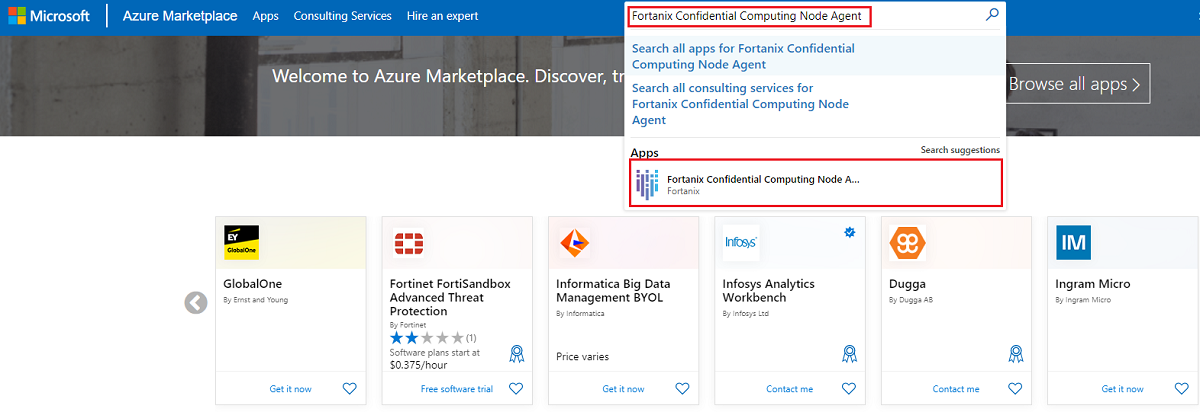 Microsoft
Azure Marketplace
Apps
Consulting Services
Hire an expert
Fortanix Confidential Computing Node Agent
Search all apps for Fortanix Confidential
Computing Node Agent
Search all consulting services for
Fortanix Confidential Computing Node
Agent
Apps
Search suggestions
Fortanix Confidential Computing Node A...
Fortanix
Welcome to Azure Marketplace. Discover,
Browse all apps
EY
GlobalOne
GlobalOne
By Ernst and Young
Get it now
Fortinet FortiSandbox
Advanced Threat
Protection
By Fortinet
(1)
Software plans start at
$0.375/hour
Free software trial
Informatica Big Data
Management BYOL
By Informatica
Price varies
Get it now
Infosys
Infosys Analytics
Workbench
By Infosys Ltd
Contact me
Dugga
By Dugga AB
Contact me
IM
Ingram Micro
By Ingram Micro
Get it now